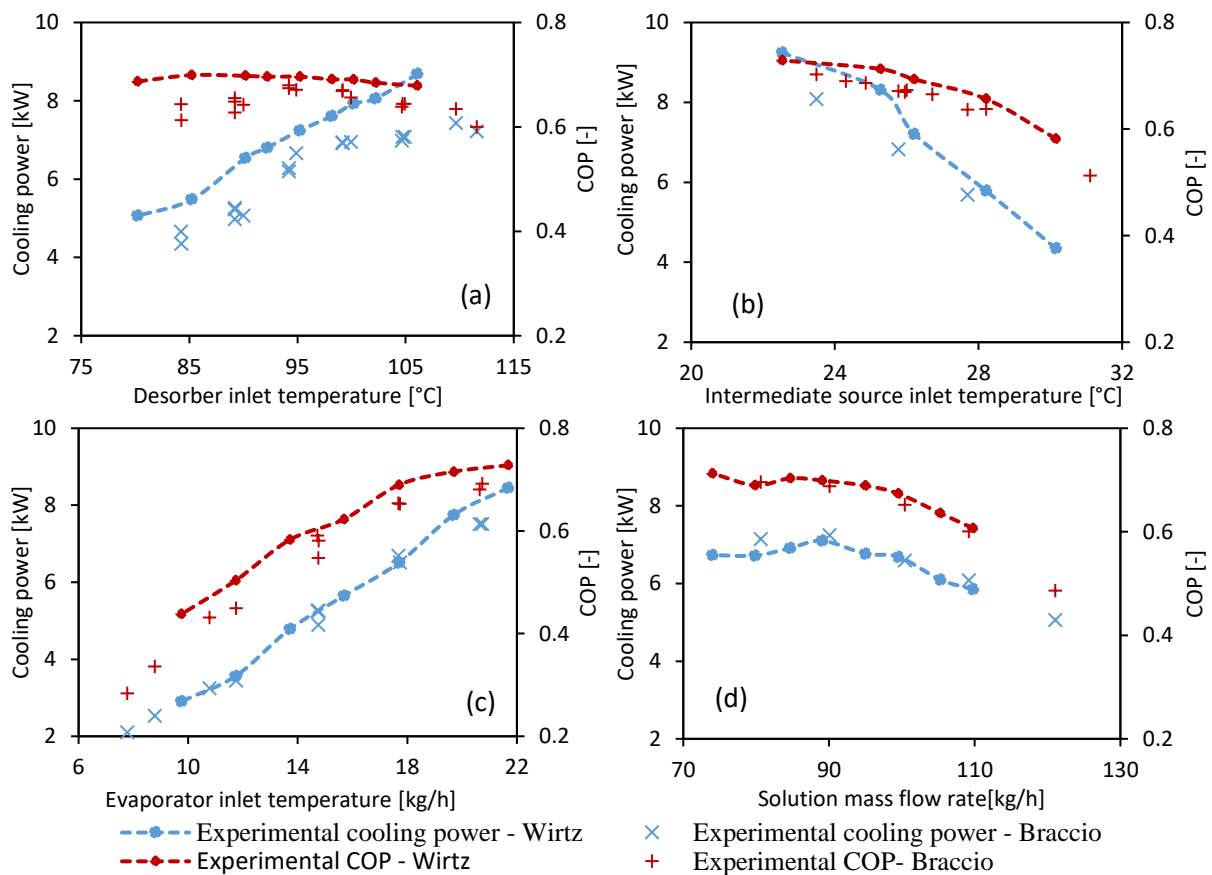 10
8
6
4
2
Cooling power [kW]
0.8
0.6
0.4
0.2
COP [-]
(a)
75 85 95 105 115
Desorber inlet temperature [°C]
10
8
6
4
2
Cooling power [kW]
0.8
0.6
0.4
0.2
COP [-]
(b)
20 24 28 32
Intermediate source inlet temperature [°C]
10
8
6
4
2
Cooling power [kW]
0.8
0.6
0.4
0.2
COP [-]
(c)
6 10 14 18 22
Evaporator inlet temperature [kg/h]
10
8
6
4
2
Cooling power [kW]
0.8
0.6
0.4
0.2
COP [-]
(d)
70 90 110 130
Solution mass flow rate[kg/h]
Experimental cooling power - Wirtz
Experimental cooling power - Braccio
Experimental COP - Wirtz
Experimental COP- Braccio